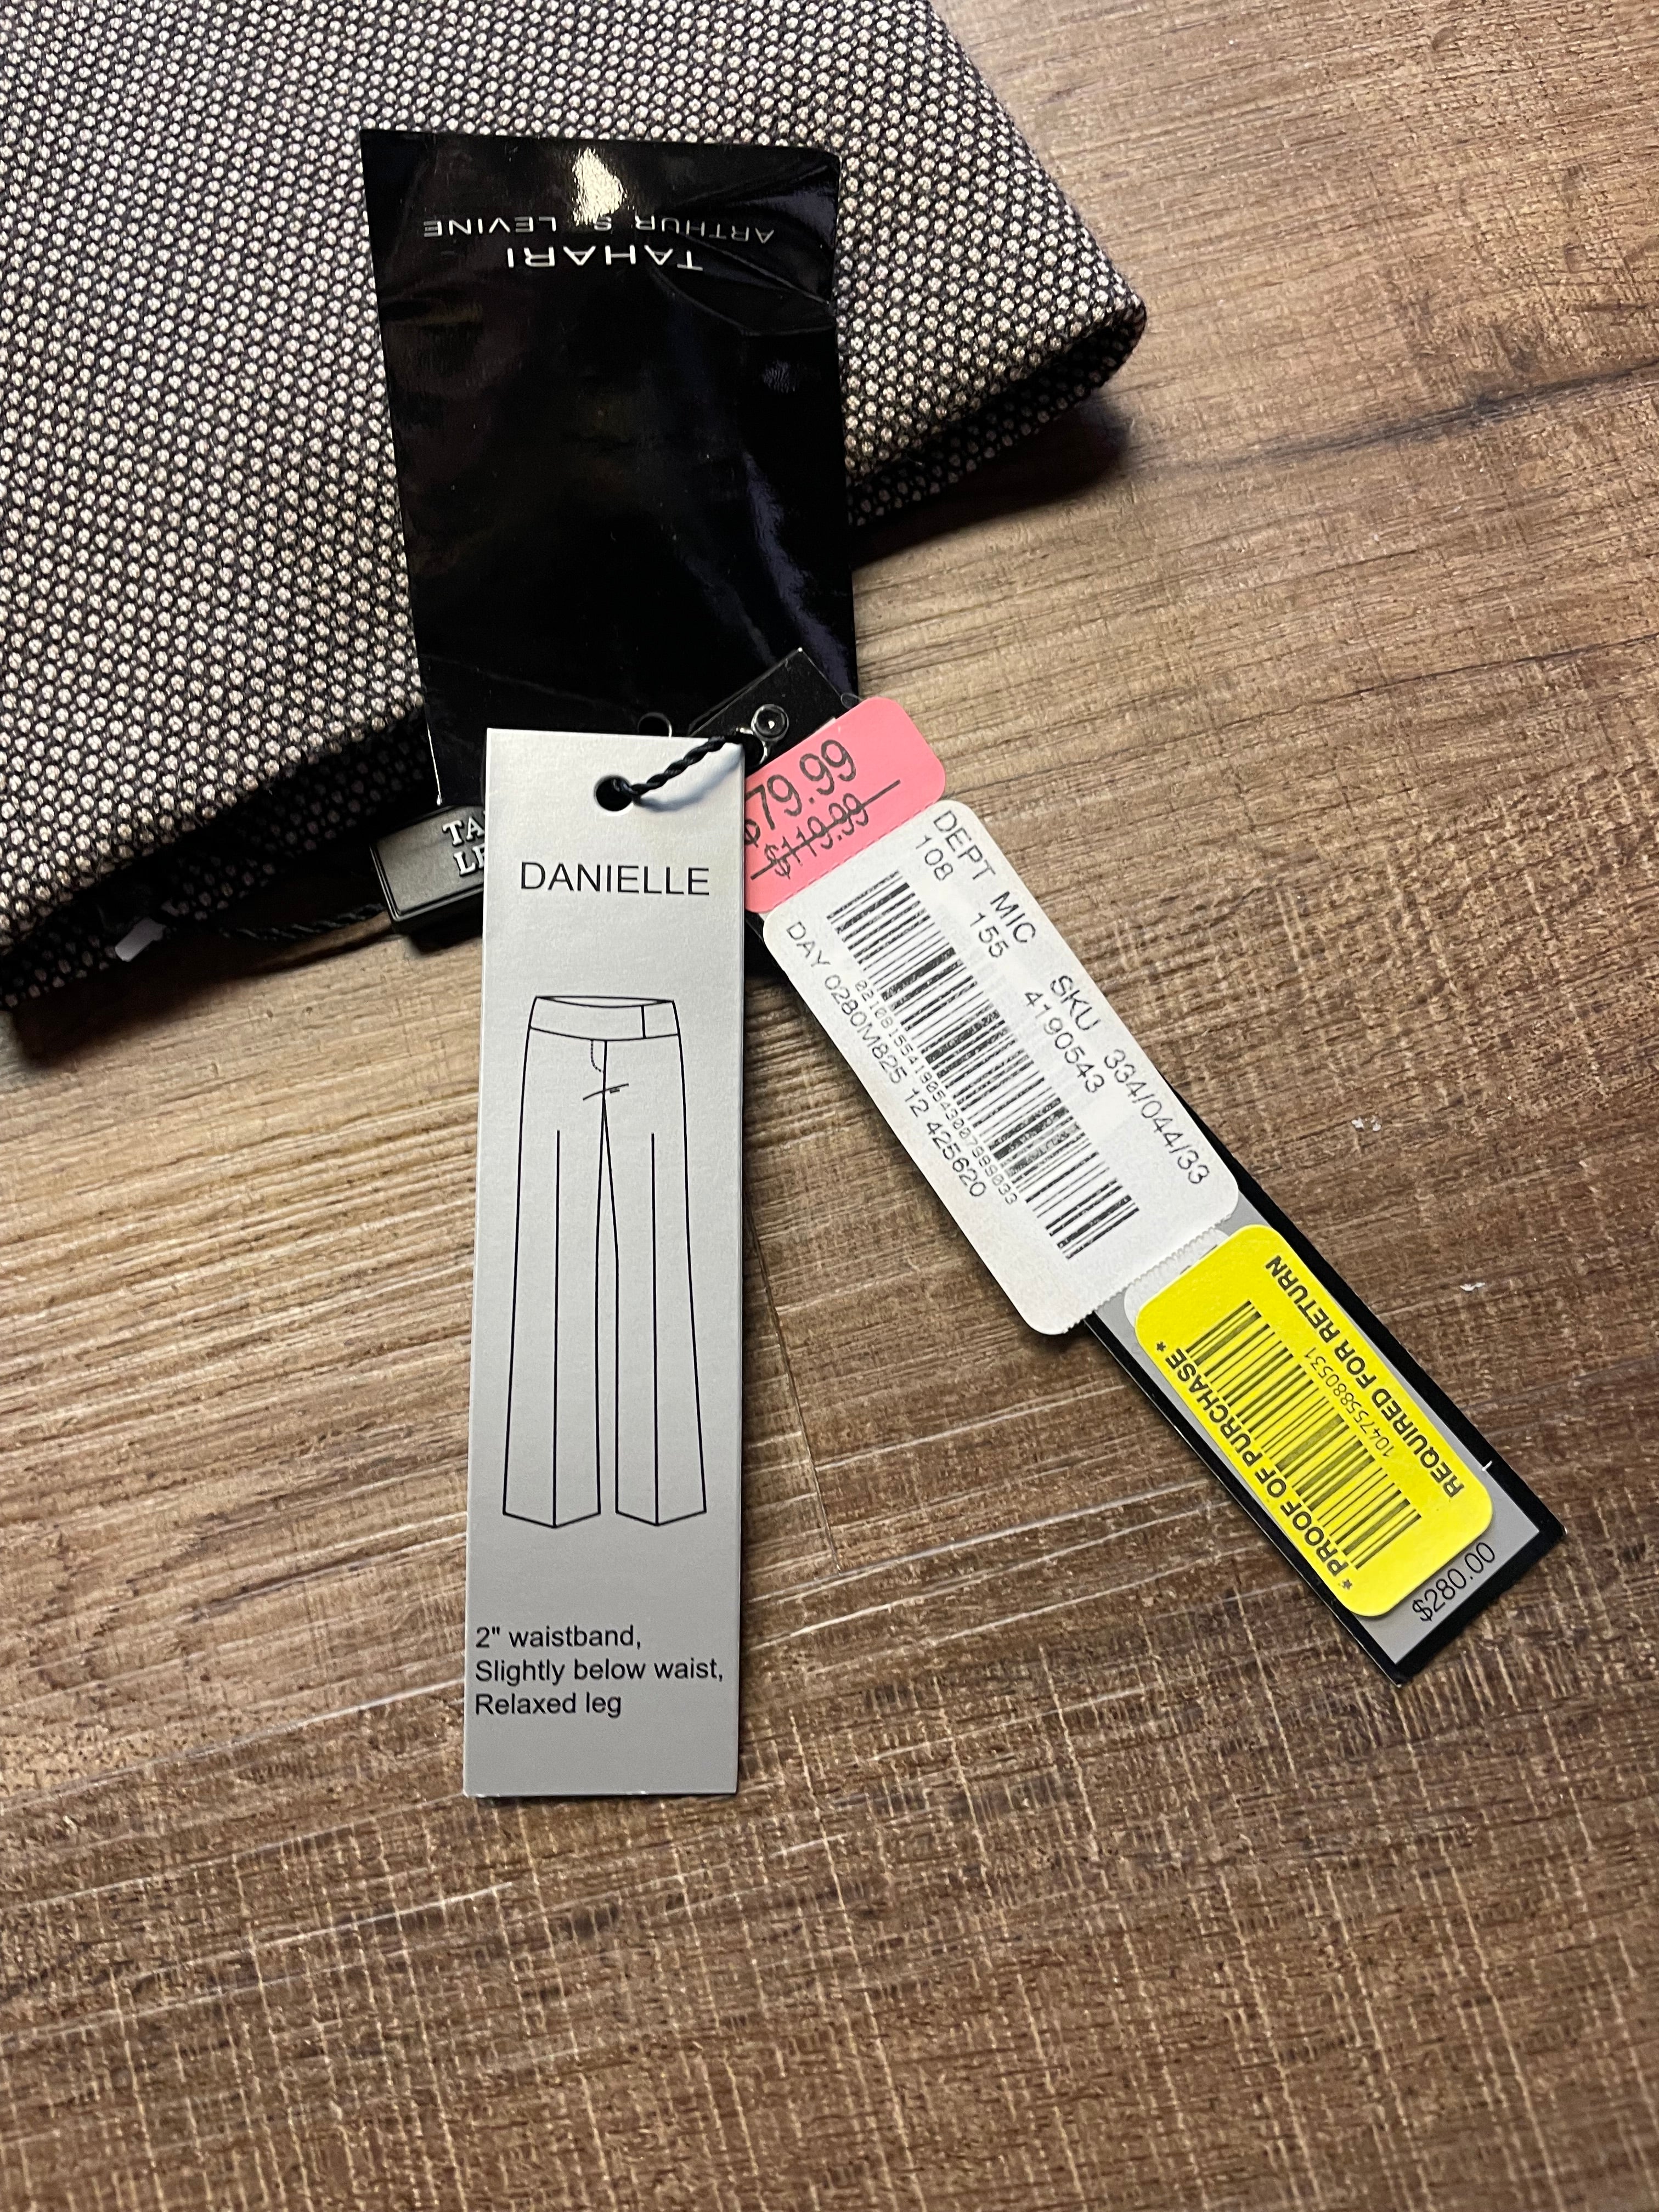 TAHARI
ARTHUR S. LEVINE
DANIELLE
2" waistband,
Slightly below waist,
Relaxed leg
$79.99
$119.99
DEPT MIC SKU 334/044/33
108 155 4190543
DAY 0280M825 12 425620
* PROOF OF PURCHASE *
104755880531
REQUIRED FOR RETURN
$280.00